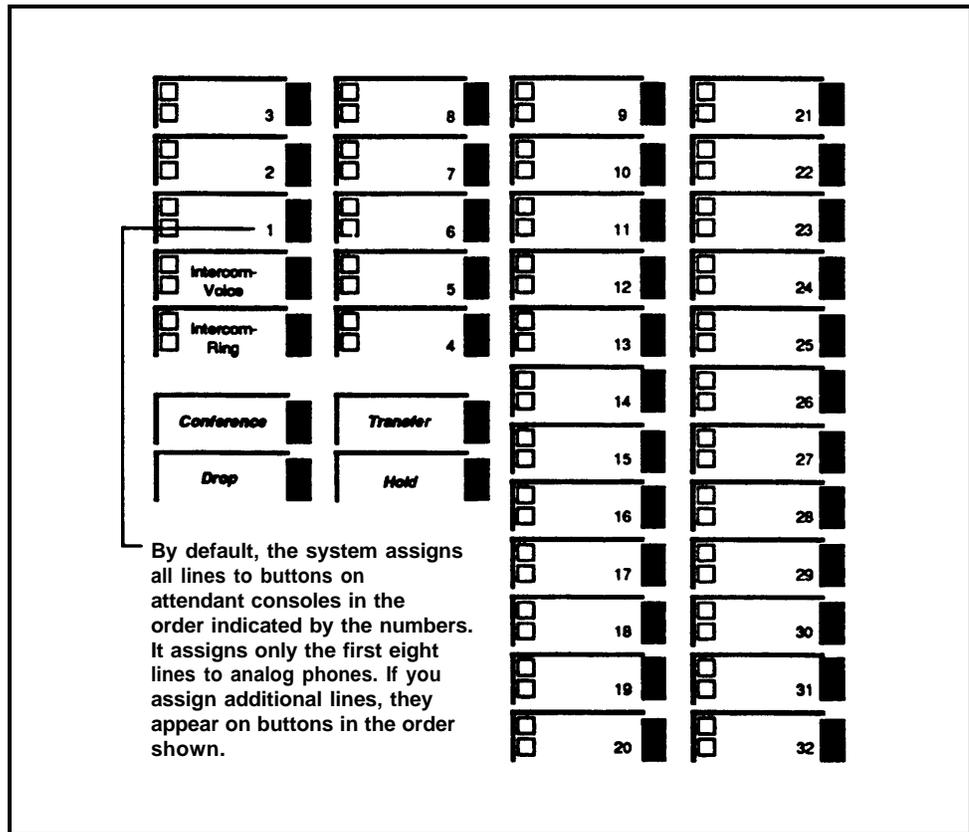 3 8 9 21
2 7 10 22
1 6 11 23
Intercom-
Voice
5 12 24
Intercom-
Ring
4 13 25
14 26
Conference Transfer
15 27
Drop Hold
16 28
17 29
18 30
19 31
20 32
By default, the system assigns
all lines to buttons on
attendant consoles in the
order indicated by the numbers.
It assigns only the first eight
lines to analog phones. If you
assign additional lines, they
appear on buttons in the order
shown.